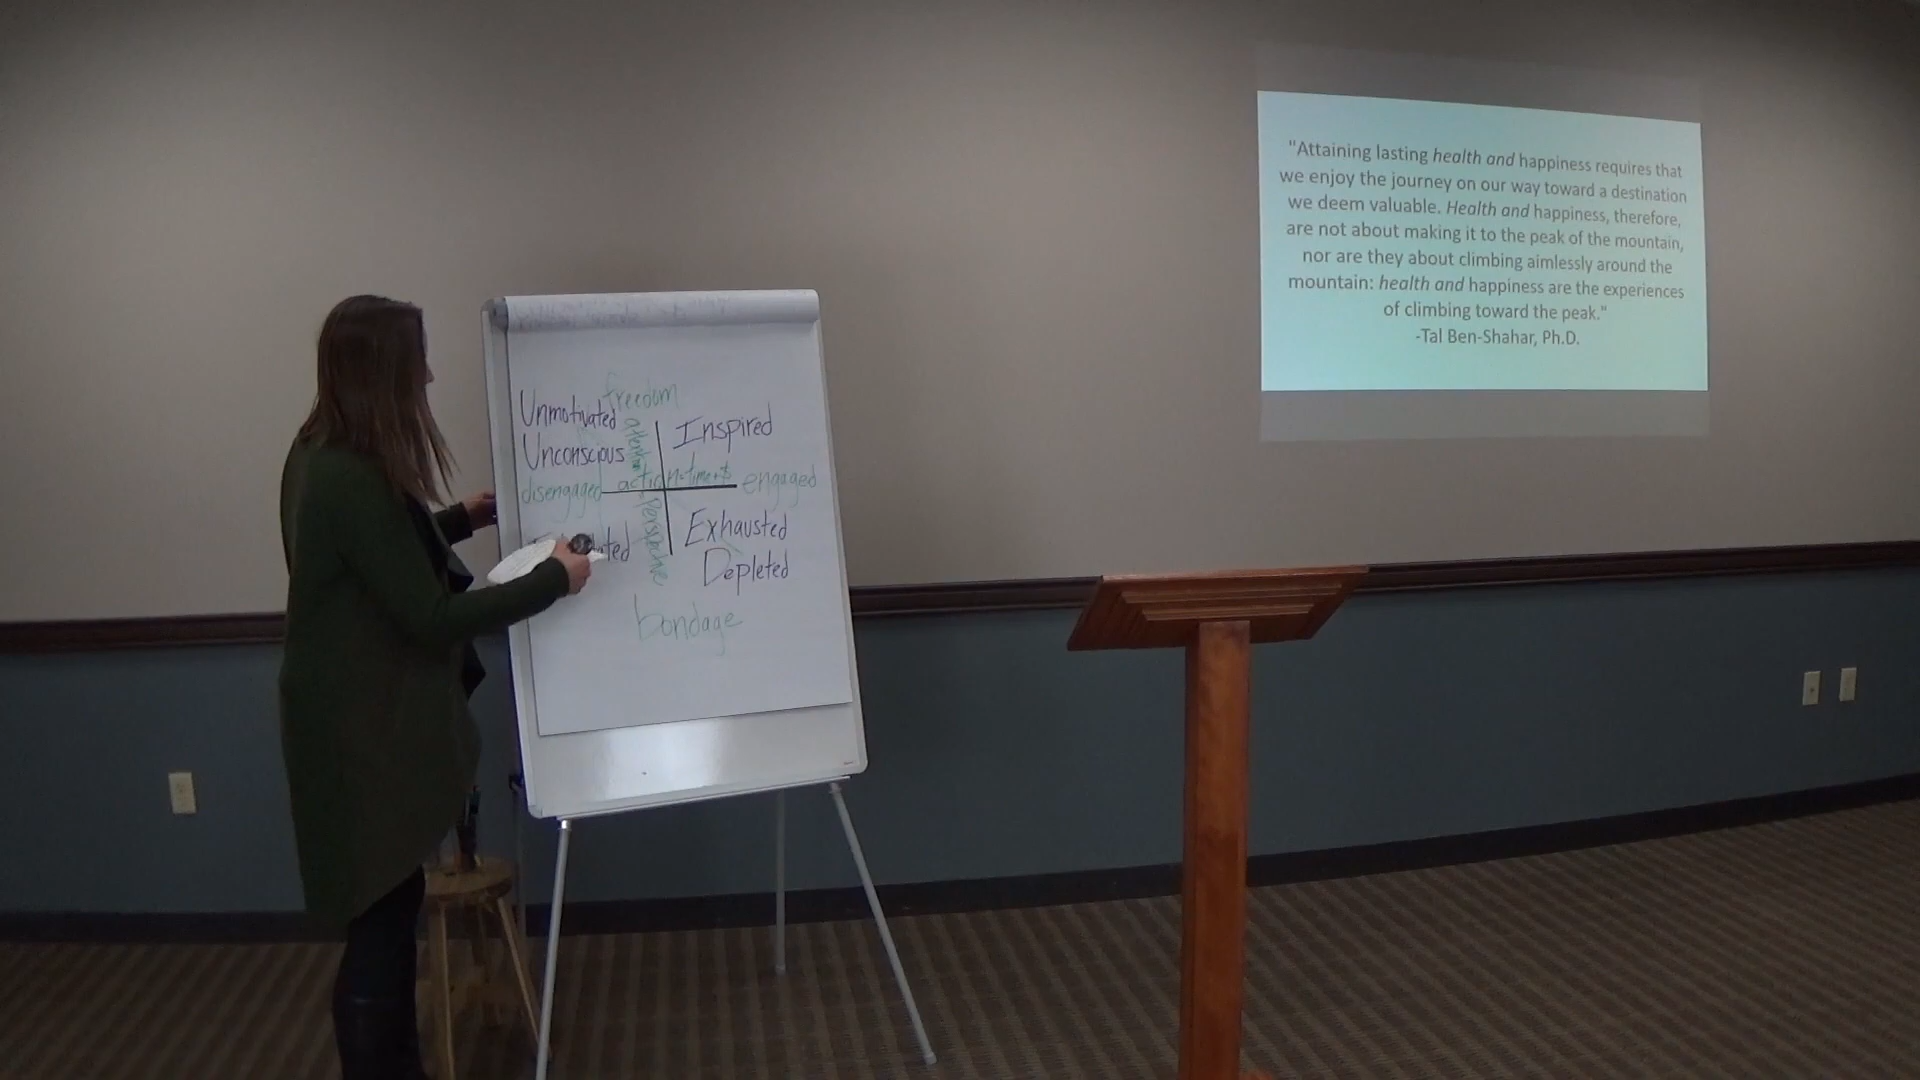 Unmotivated
Unconscious
disengaged
freedom
Inspired
engaged
Perspective
Exhausted
Depleted
bondage
"Attaining lasting health and happiness requires that
we enjoy the journey on our way toward a destination
we deem valuable. Health and happiness, therefore,
are not about making it to the peak of the mountain,
nor are they about climbing aimlessly around the
mountain: health and happiness are the experiences
of climbing toward the peak."
-Tal Ben-Shahar, Ph.D.